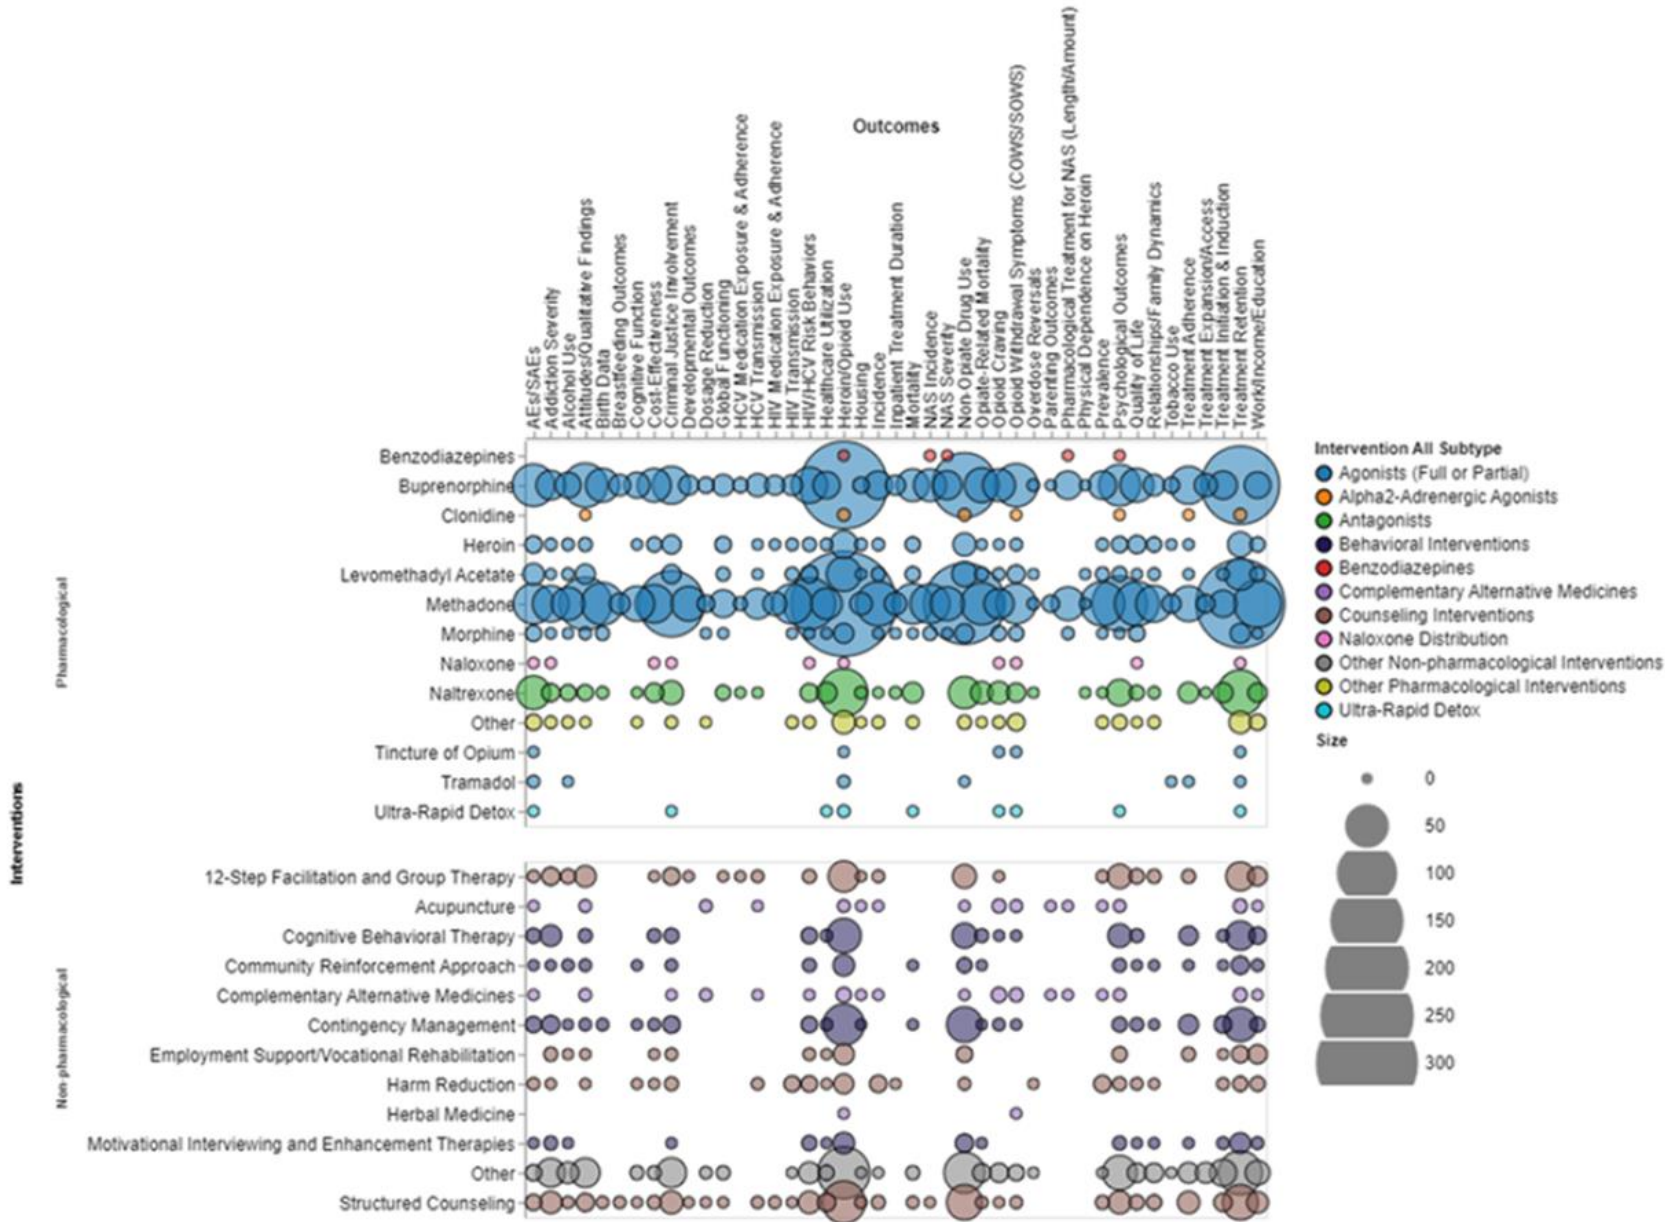 Outcomes
AEs/SAEs
Addiction Severity
Alcohol Use
Attitudes/Qualitative Findings
Birth Data
Breastfeeding Outcomes
Cognitive Function
Cost-Effectiveness
Criminal Justice Involvement
Developmental Outcomes
Dosage Reduction
Global Functioning
HCV Medication Exposure & Adherence
HCV Transmission
HIV Medication Exposure & Adherence
HIV Transmission
HIV/HCV Risk Behaviors
Healthcare Utilization
Heroin/Opioid Use
Housing
Incidence
Inpatient Treatment Duration
Mortality
NAS Incidence
NAS Severity
Non Opiate Drug Use
Opiate-Related Mortality
Opioid Craving
Opioid Withdrawal Symptoms (COWS/SOWS)
Overdose Reversals
Parenting Outcomes
Pharmacological Treatment for NAS (Length/Amount)
Physical Dependence on Heroin
Prevalence
Psychological Outcomes
Quality of Life
Relationships/Family Dynamics
Tobacco Use
Treatment Adherence
Treatment Expansion/Access
Treatment Initiation & Induction
Treatment Retention
Work/Income/Education
Interventions
Pharmacological
Benzodiazepines
Buprenorphine
Clonidine
Heroin
Levomethadyl Acetate
Methadone
Morphine
Naloxone
Naltrexone
Other
Tincture of Opium
Tramadol
Ultra-Rapid Detox
Non-pharmacological
12-Step Facilitation and Group Therapy
Acupuncture
Cognitive Behavioral Therapy
Community Reinforcement Approach
Complementary Alternative Medicines
Contingency Management
Employment Support/Vocational Rehabilitation
Harm Reduction
Herbal Medicine
Motivational Interviewing and Enhancement Therapies
Other
Structured Counseling
Intervention All Subtype
Agonists (Full or Partial)
Alpha2-Adrenergic Agonists
Antagonists
Behavioral Interventions
Benzodiazepines
Complementary Alternative Medicines
Counseling Interventions
Naloxone Distribution
Other Non-pharmacological Interventions
Other Pharmacological Interventions
Ultra-Rapid Detox
Size
0
50
100
150
200
250
300